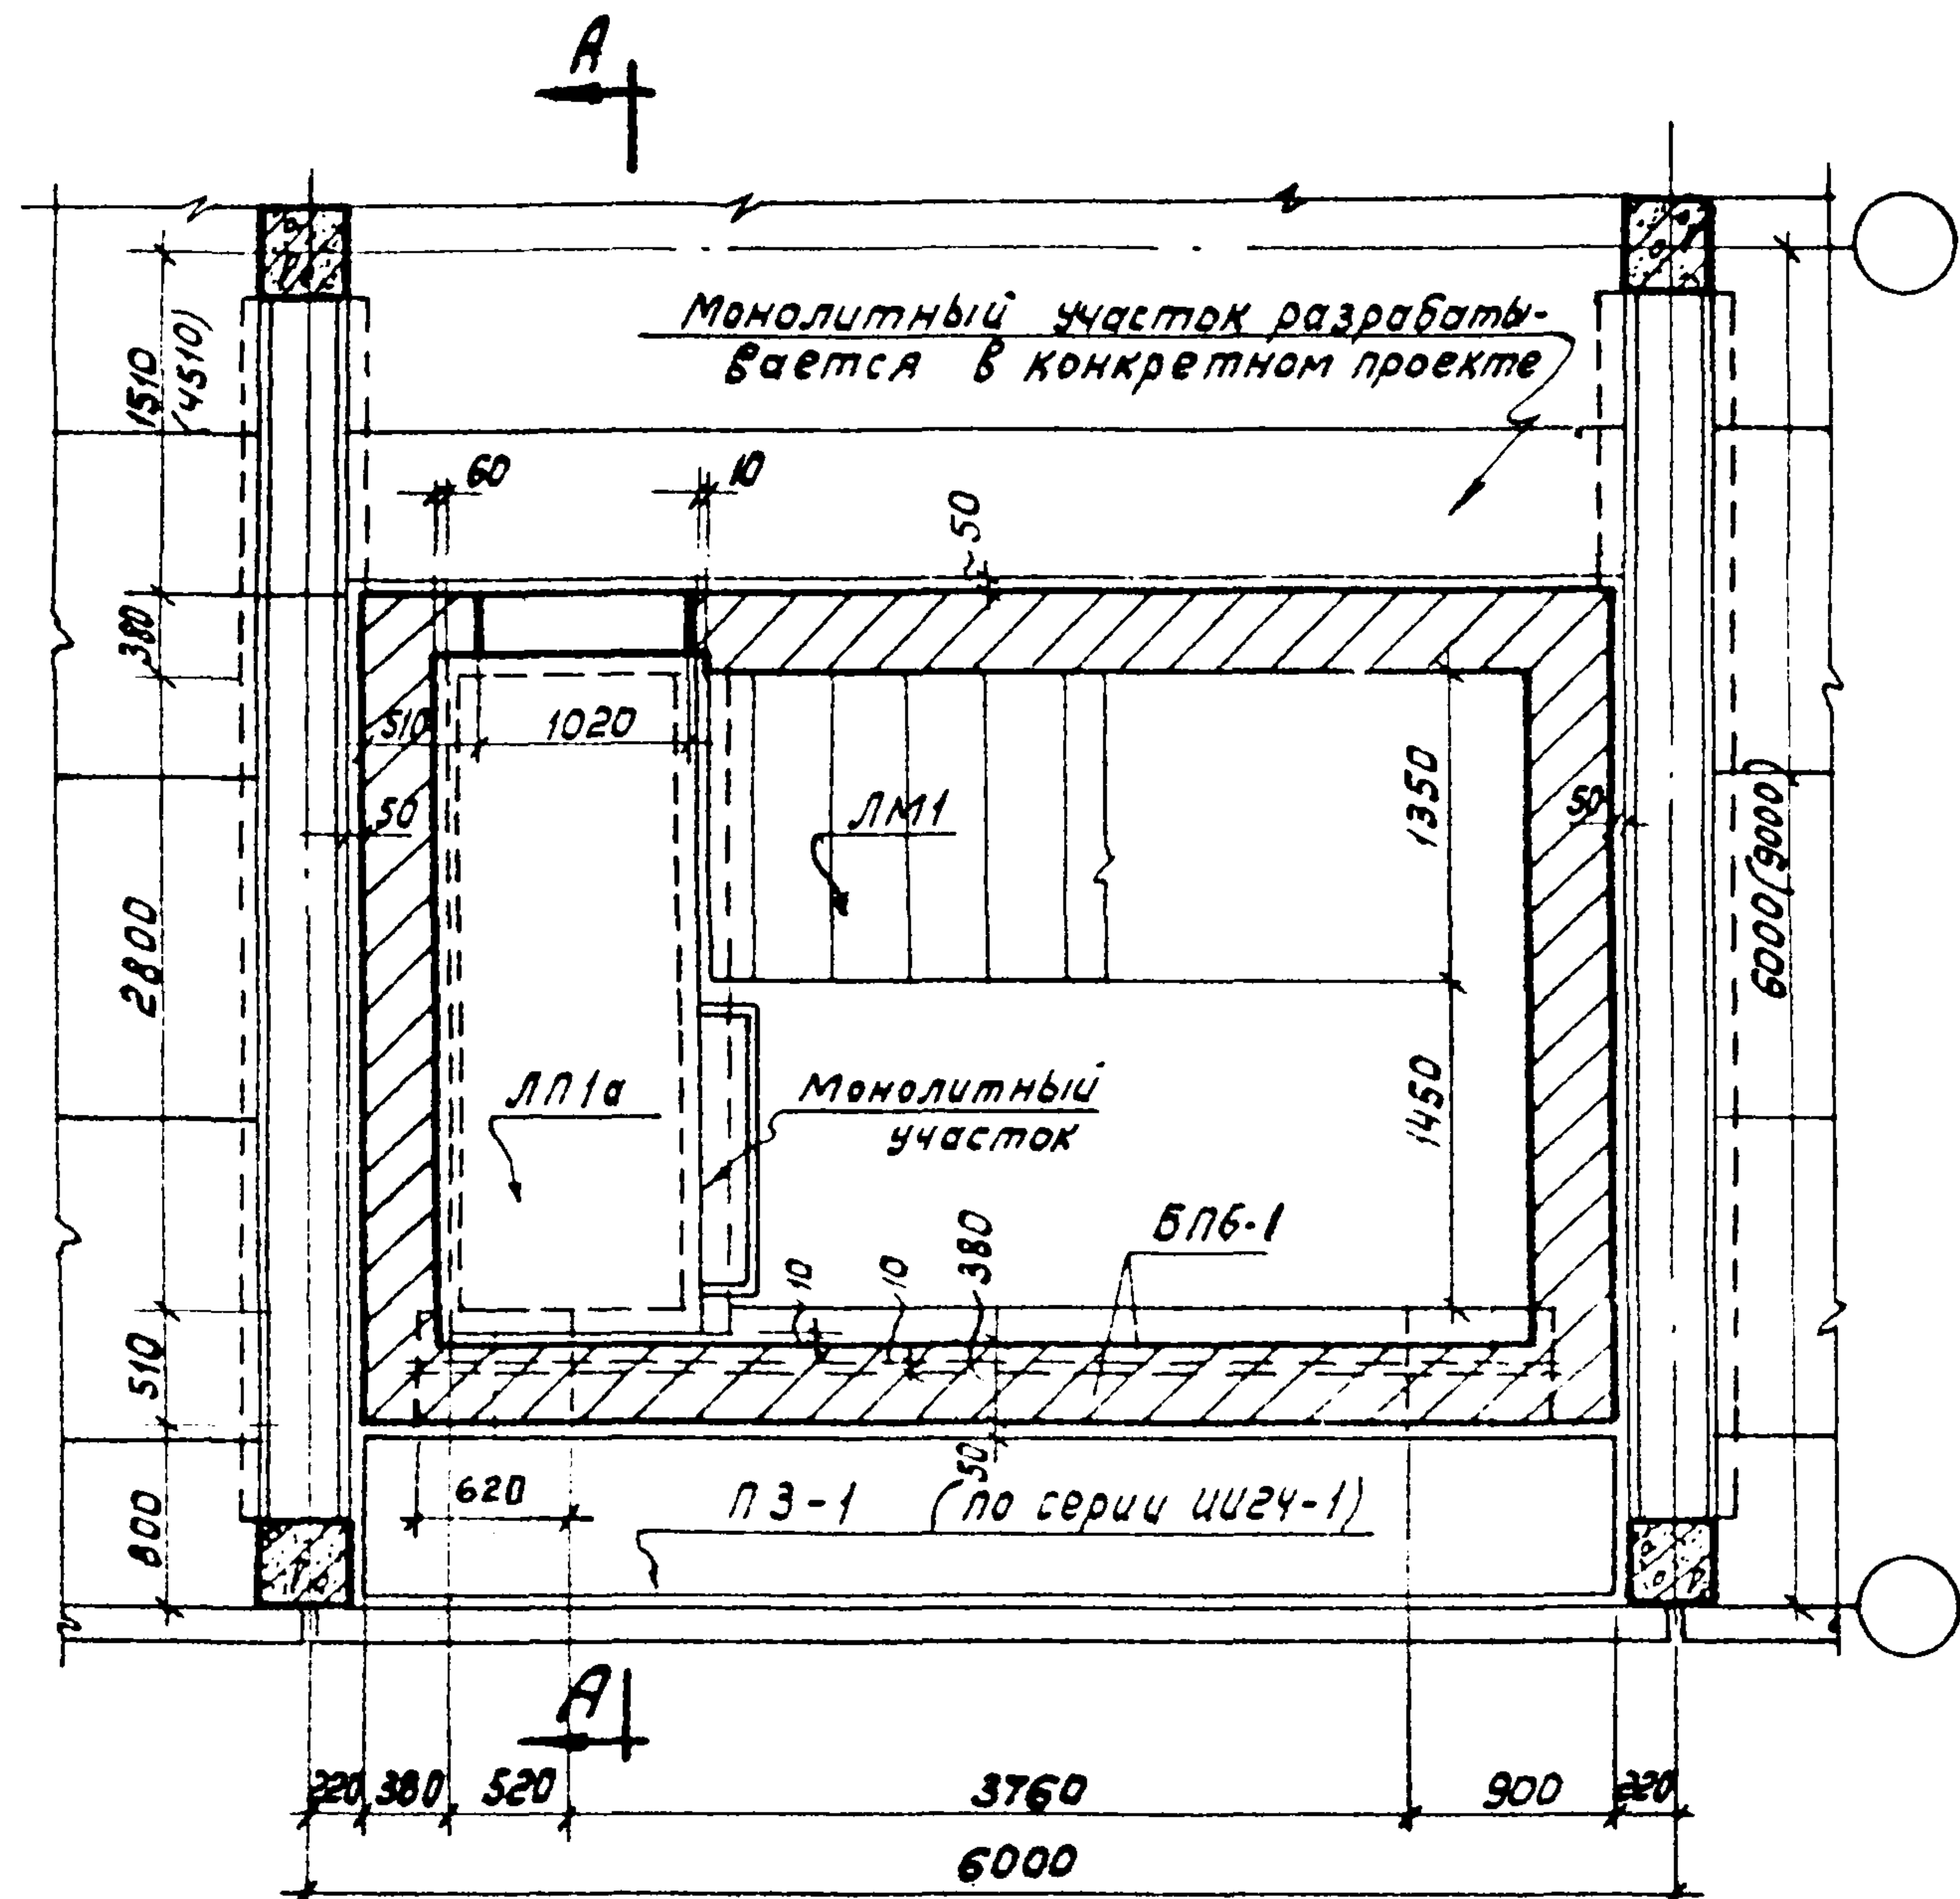 А
Монолитный участок разрабаты-
вается в конкретном проекте
1510
(4510)
60
10
~50
380
510
1020
50
ЛМ1
1350
50
6000(9000)
2800
ЛП1а
Монолитный
участок
1450
БП6-1
10
10
380
510
50
620
П3-1 (по серии ИИ24-1)
800
А
220 380 520 3760 900 220
6000